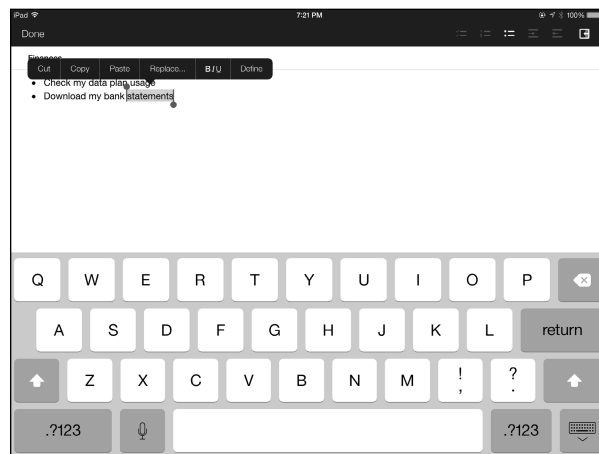 iPad 7:21 PM 100%
Done
Finances
Cut Copy Paste Replace... B I U Define
• Check my data plan usage
• Download my bank statements
Q W E R T Y U I O P
A S D F G H J K L return
Z X C V B N M ! , ? .
.?123 .?123